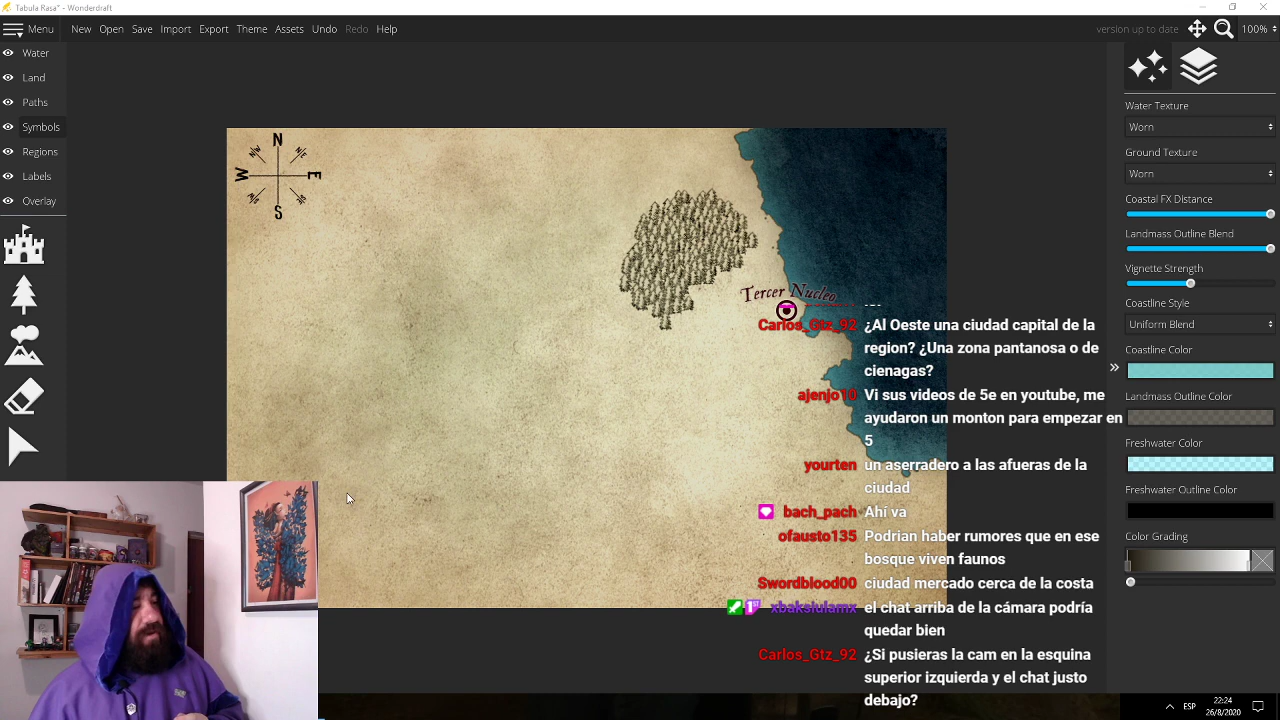 Tabula Rasa* - Wonderdraft
Menu New Open Save Import Export Theme Assets Undo Redo Help version up to date 100%
Water
Land
Paths
Symbols
Regions
Labels
Overlay
N
NE
W E
S
Tercer Nucleo
Carlos_Gtz_92 ¿Al Oeste una ciudad capital de la
region? ¿Una zona pantanosa o de
cienagas?
ajenjo10 Vi sus videos de 5e en youtube, me
ayudaron un monton para empezar en
5
yourten un aserradero a las afueras de la
ciudad
bach_pach Ahí va
ofausto135 Podrian haber rumores que en ese
bosque viven faunos
Swordblood00 ciudad mercado cerca de la costa
xbaksiulamx el chat arriba de la cámara podría
quedar bien
Carlos_Gtz_92 ¿Si pusieras la cam en la esquina
superior izquierda y el chat justo
debajo?
Water Texture
Worn
Ground Texture
Worn
Coastal FX Distance
Landmass Outline Blend
Vignette Strength
Coastline Style
Uniform Blend
Coastline Color
Landmass Outline Color
Freshwater Color
Freshwater Outline Color
Color Grading
ESP
22:24
26/8/2020